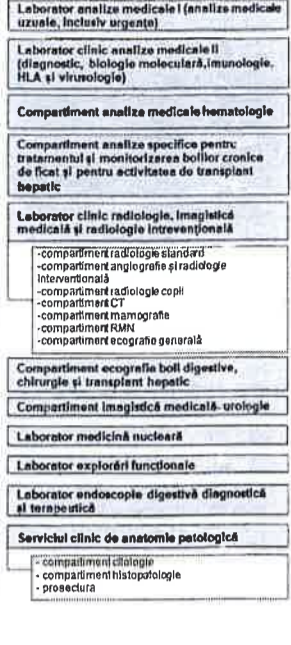 Laborator analize medicale I (analize medicale
uzuale, inclusiv urgențe)
Laborator clinic analize medicale II
(diagnostic, biologie moleculară,imunologie,
HLA și virusologie)
Compartiment analize medicale hematologie
Compartiment analize specifice pentru
tratamentul și monitorizarea bolilor cronice
de ficat și pentru activitatea de transplant
hepatic
Laborator clinic radiologie, imagistică
medicală și radiologie intrevențională
-compartiment radiologie standard
-compartiment angiografie și radiologie
intervențională
-compartiment radiologie copii
-compartiment CT
-compartiment mamografie
-compartiment RMN
-compartiment ecografie generală
Compartiment ecografie boli digestive,
chirurgie și transplant hepatic
Compartiment imagistică medicală- urologie
Laborator medicină nucleară
Laborator explorări funcționale
Laborator endoscopie digestivă diagnostică
și terapeutică
Serviciul clinic de anatomie patologică
- compartiment citologie
- compartiment histopatologie
- prosectura